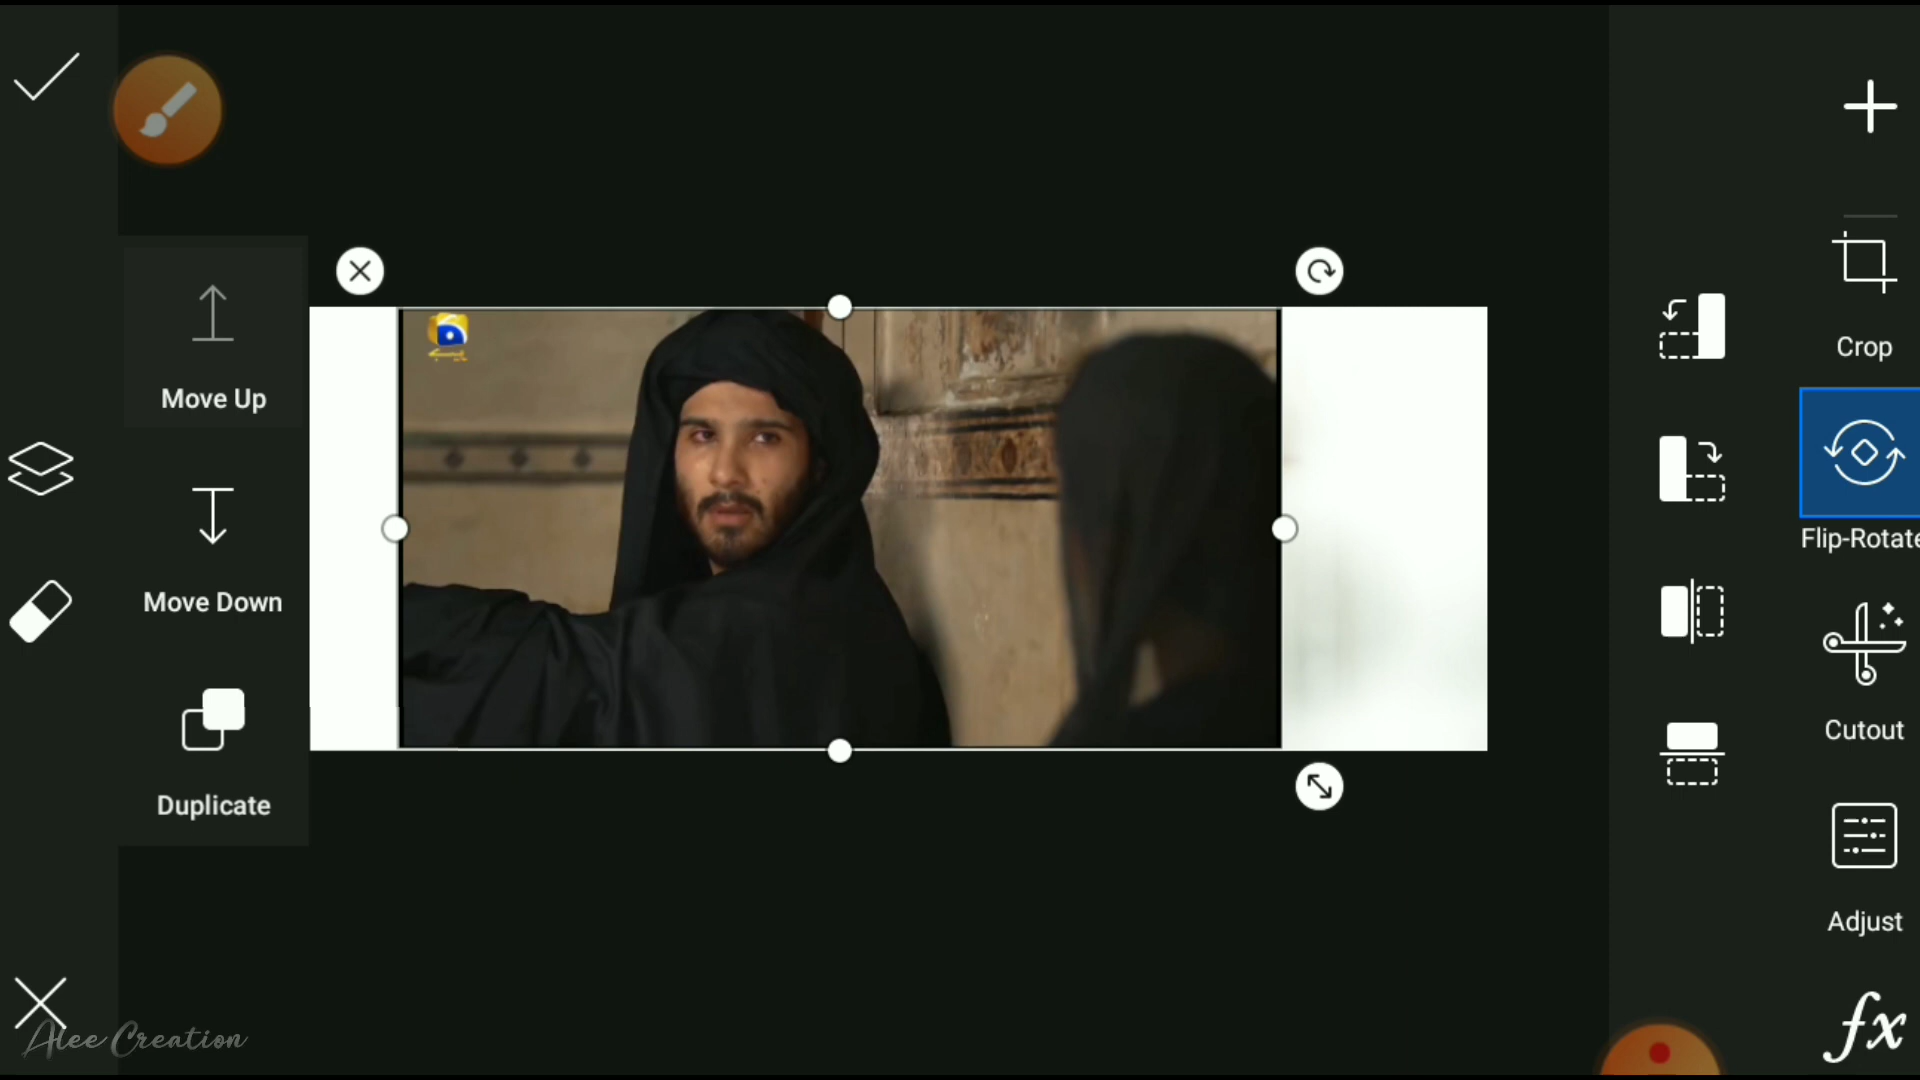 Move Up
Move Down
Duplicate
Crop
Flip-Rotate
Cutout
Adjust
fx
Alee Creation